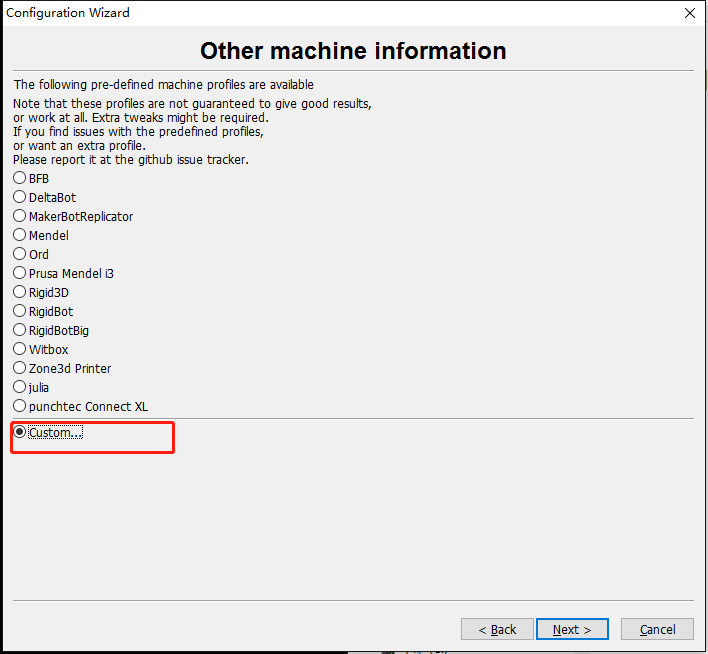 Configuration Wizard
Other machine information
The following pre-defined machine profiles are available
Note that these profiles are not guaranteed to give good results,
or work at all. Extra tweaks might be required.
If you find issues with the predefined profiles,
or want an extra profile.
Please report it at the github issue tracker.
BFB
DeltaBot
MakerBotReplicator
Mendel
Ord
Prusa Mendel i3
Rigid3D
RigidBot
RigidBotBig
Witbox
Zone3d Printer
julia
punchtec Connect XL
Custom...
< Back Next > Cancel